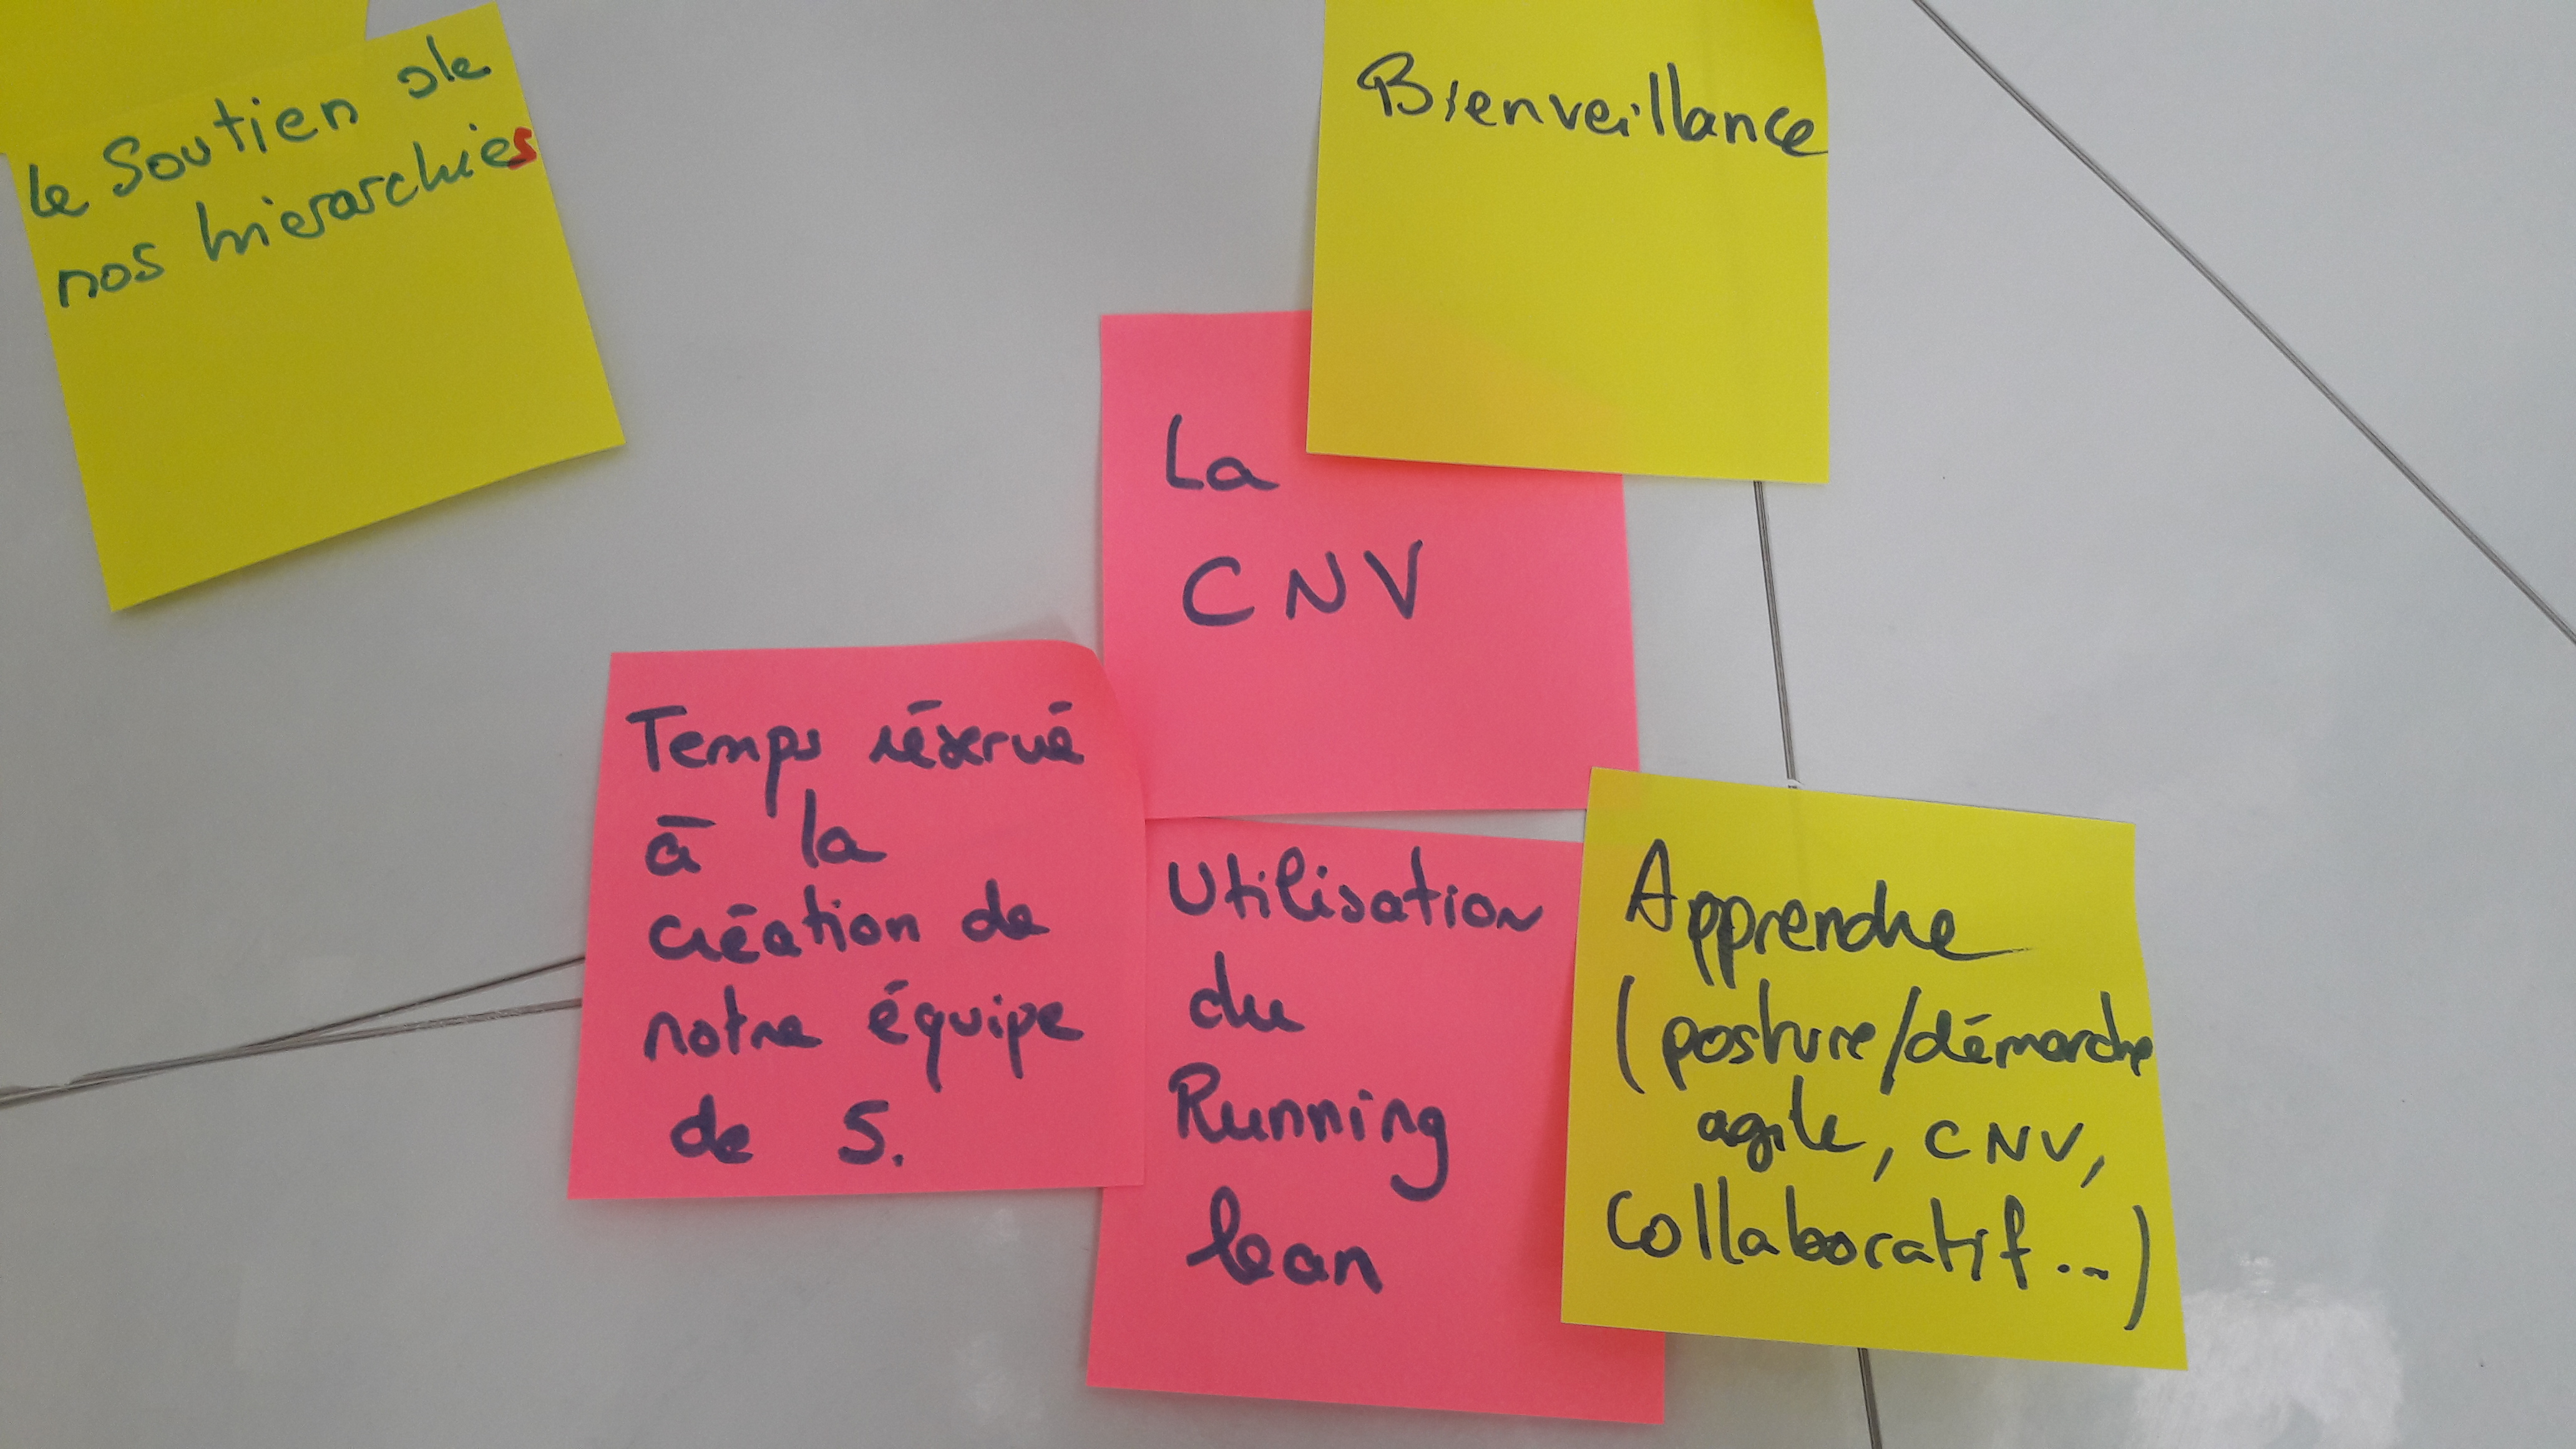 le Soutien de
nos hierarchies
Bienveillance
La
CNV
Temps réservé
à la
création de
notre équipe
de 5.
Utilisation
du
Running
lean
Apprendre
(posture/démarche
agile, CNV,
collaboratif...)